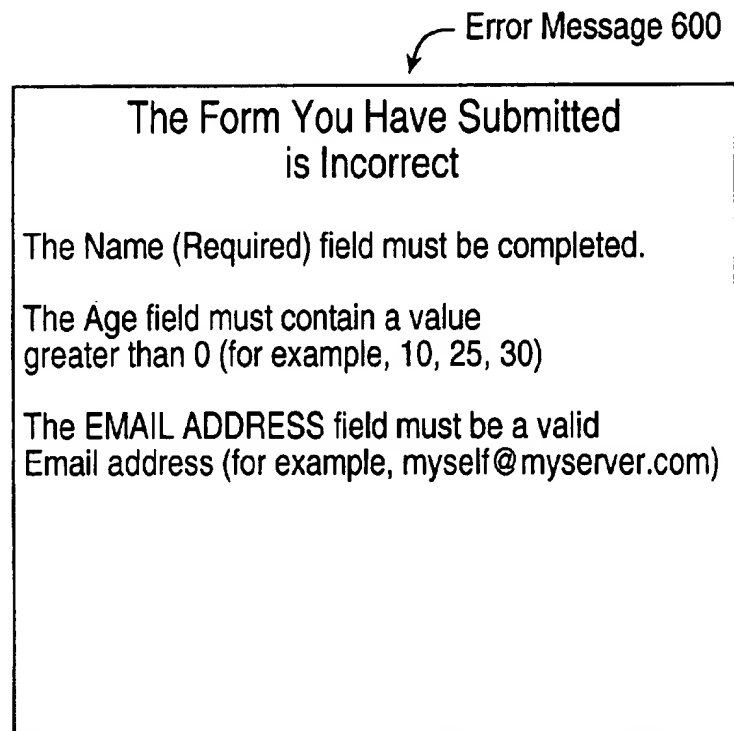 Error Message 600
The Form You Have Submitted
is Incorrect
The Name (Required) field must be completed.
The Age field must contain a value
greater than 0 (for example, 10, 25, 30)
The EMAIL ADDRESS field must be a valid
Email address (for example, myself@myserver.com)